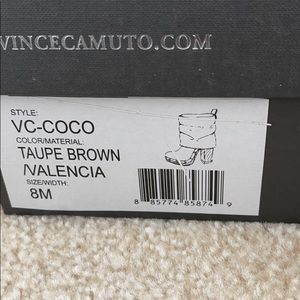 VINCECAMUTO.COM
STYLE:
VC-COCO
COLOR/MATERIAL:
TAUPE BROWN
/VALENCIA
SIZE/WIDTH:
8M
8 85774 85874 9